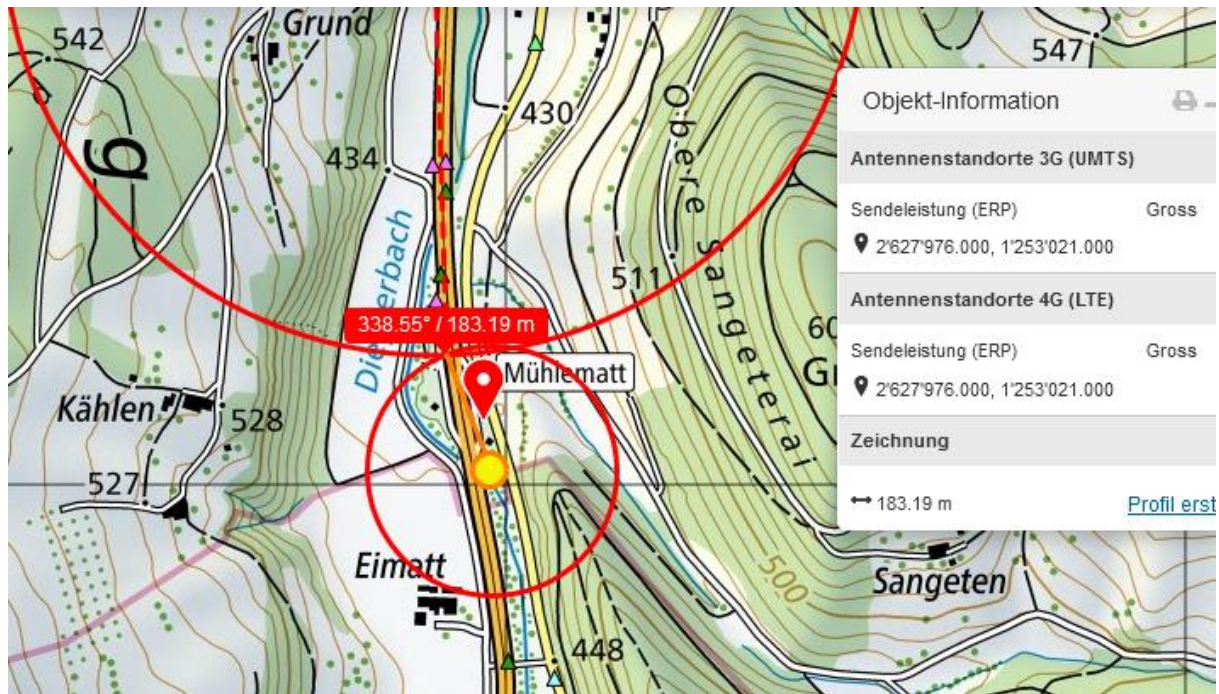 Grund
542
547
430
g
434
Obere Sangeterai
511
Objekt-Information
Antennenstandorte 3G (UMTS)
Sendeleistung (ERP) Gross
2'627'976.000, 1'253'021.000
Antennenstandorte 4G (LTE)
Sendeleistung (ERP) Gross
2'627'976.000, 1'253'021.000
Zeichnung
183.19 m Profil erst
338.55° / 183.19 m
60
Gr
Mühlematt
Kählen
528
527
Eimatt
500
Sangeten
448